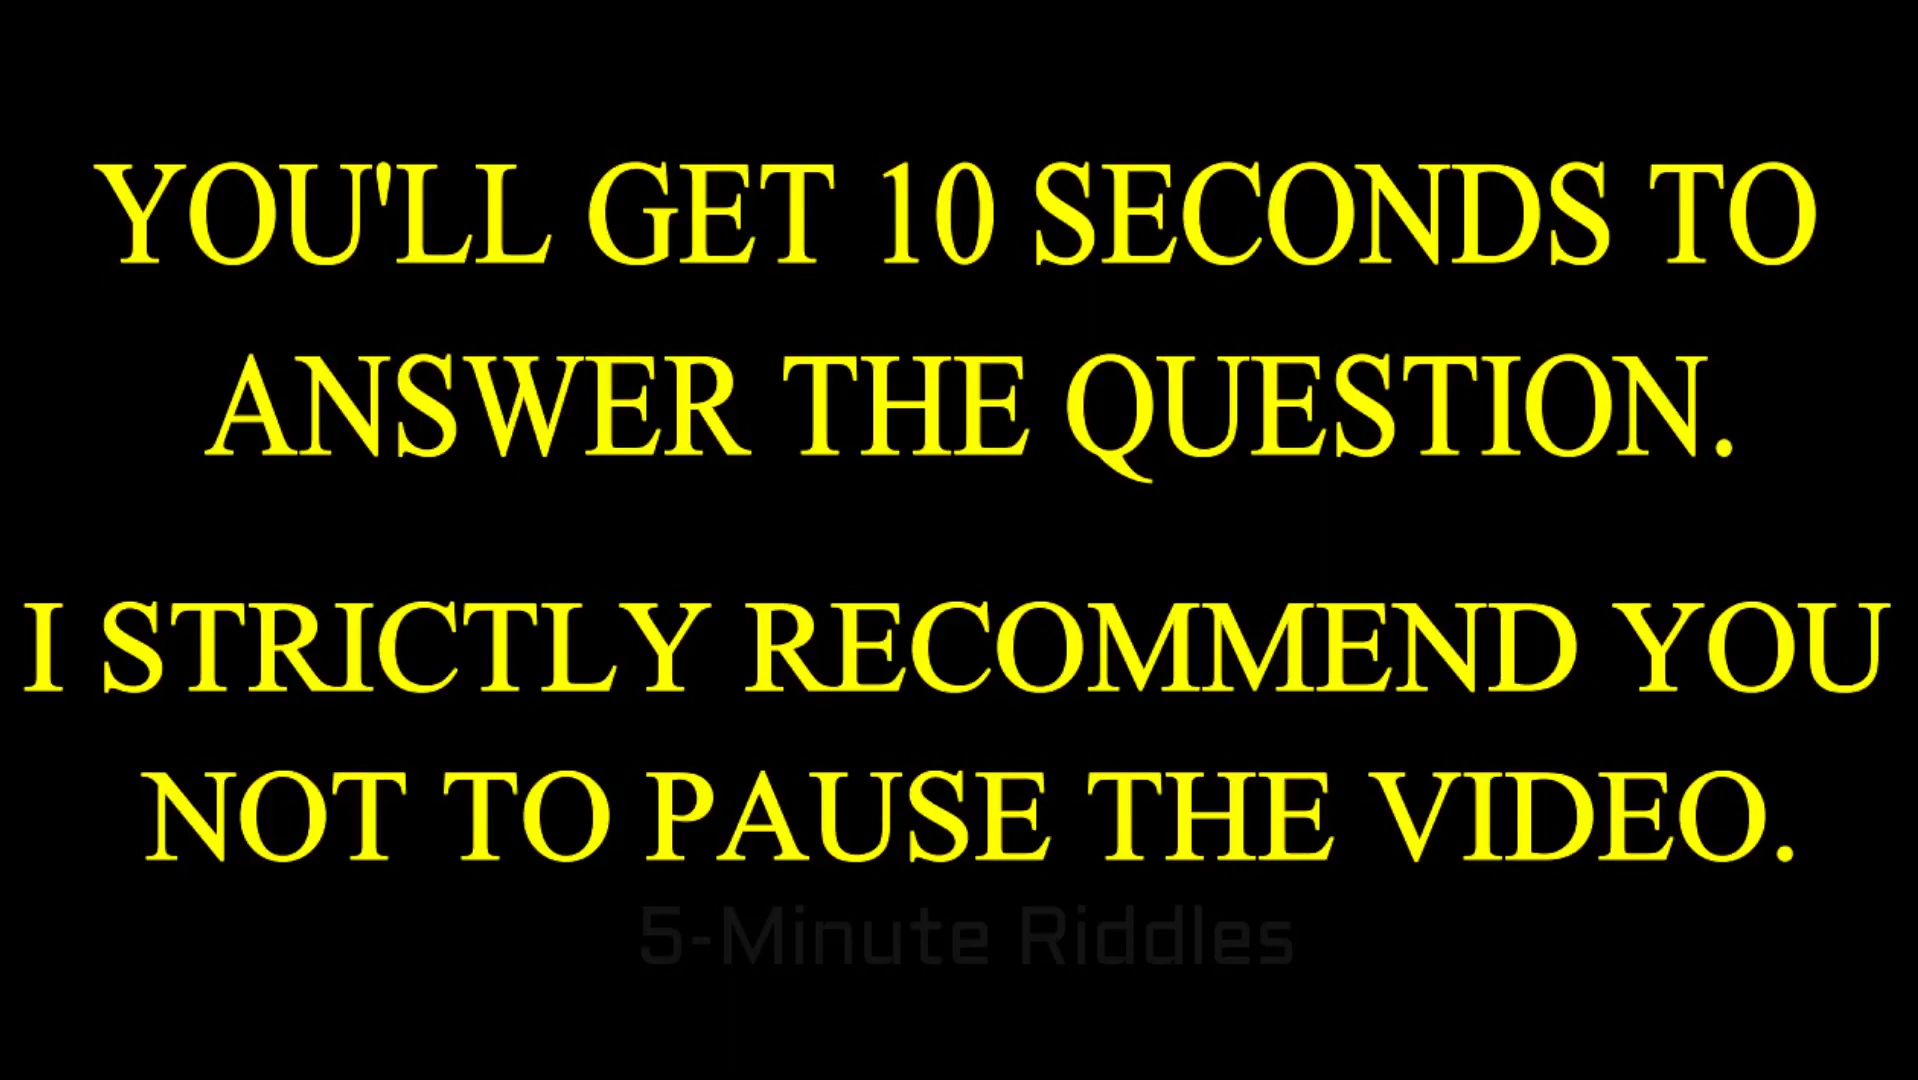 YOU'LL GET 10 SECONDS TO
ANSWER THE QUESTION.
I STRICTLY RECOMMEND YOU
NOT TO PAUSE THE VIDEO.
5-Minute Riddles